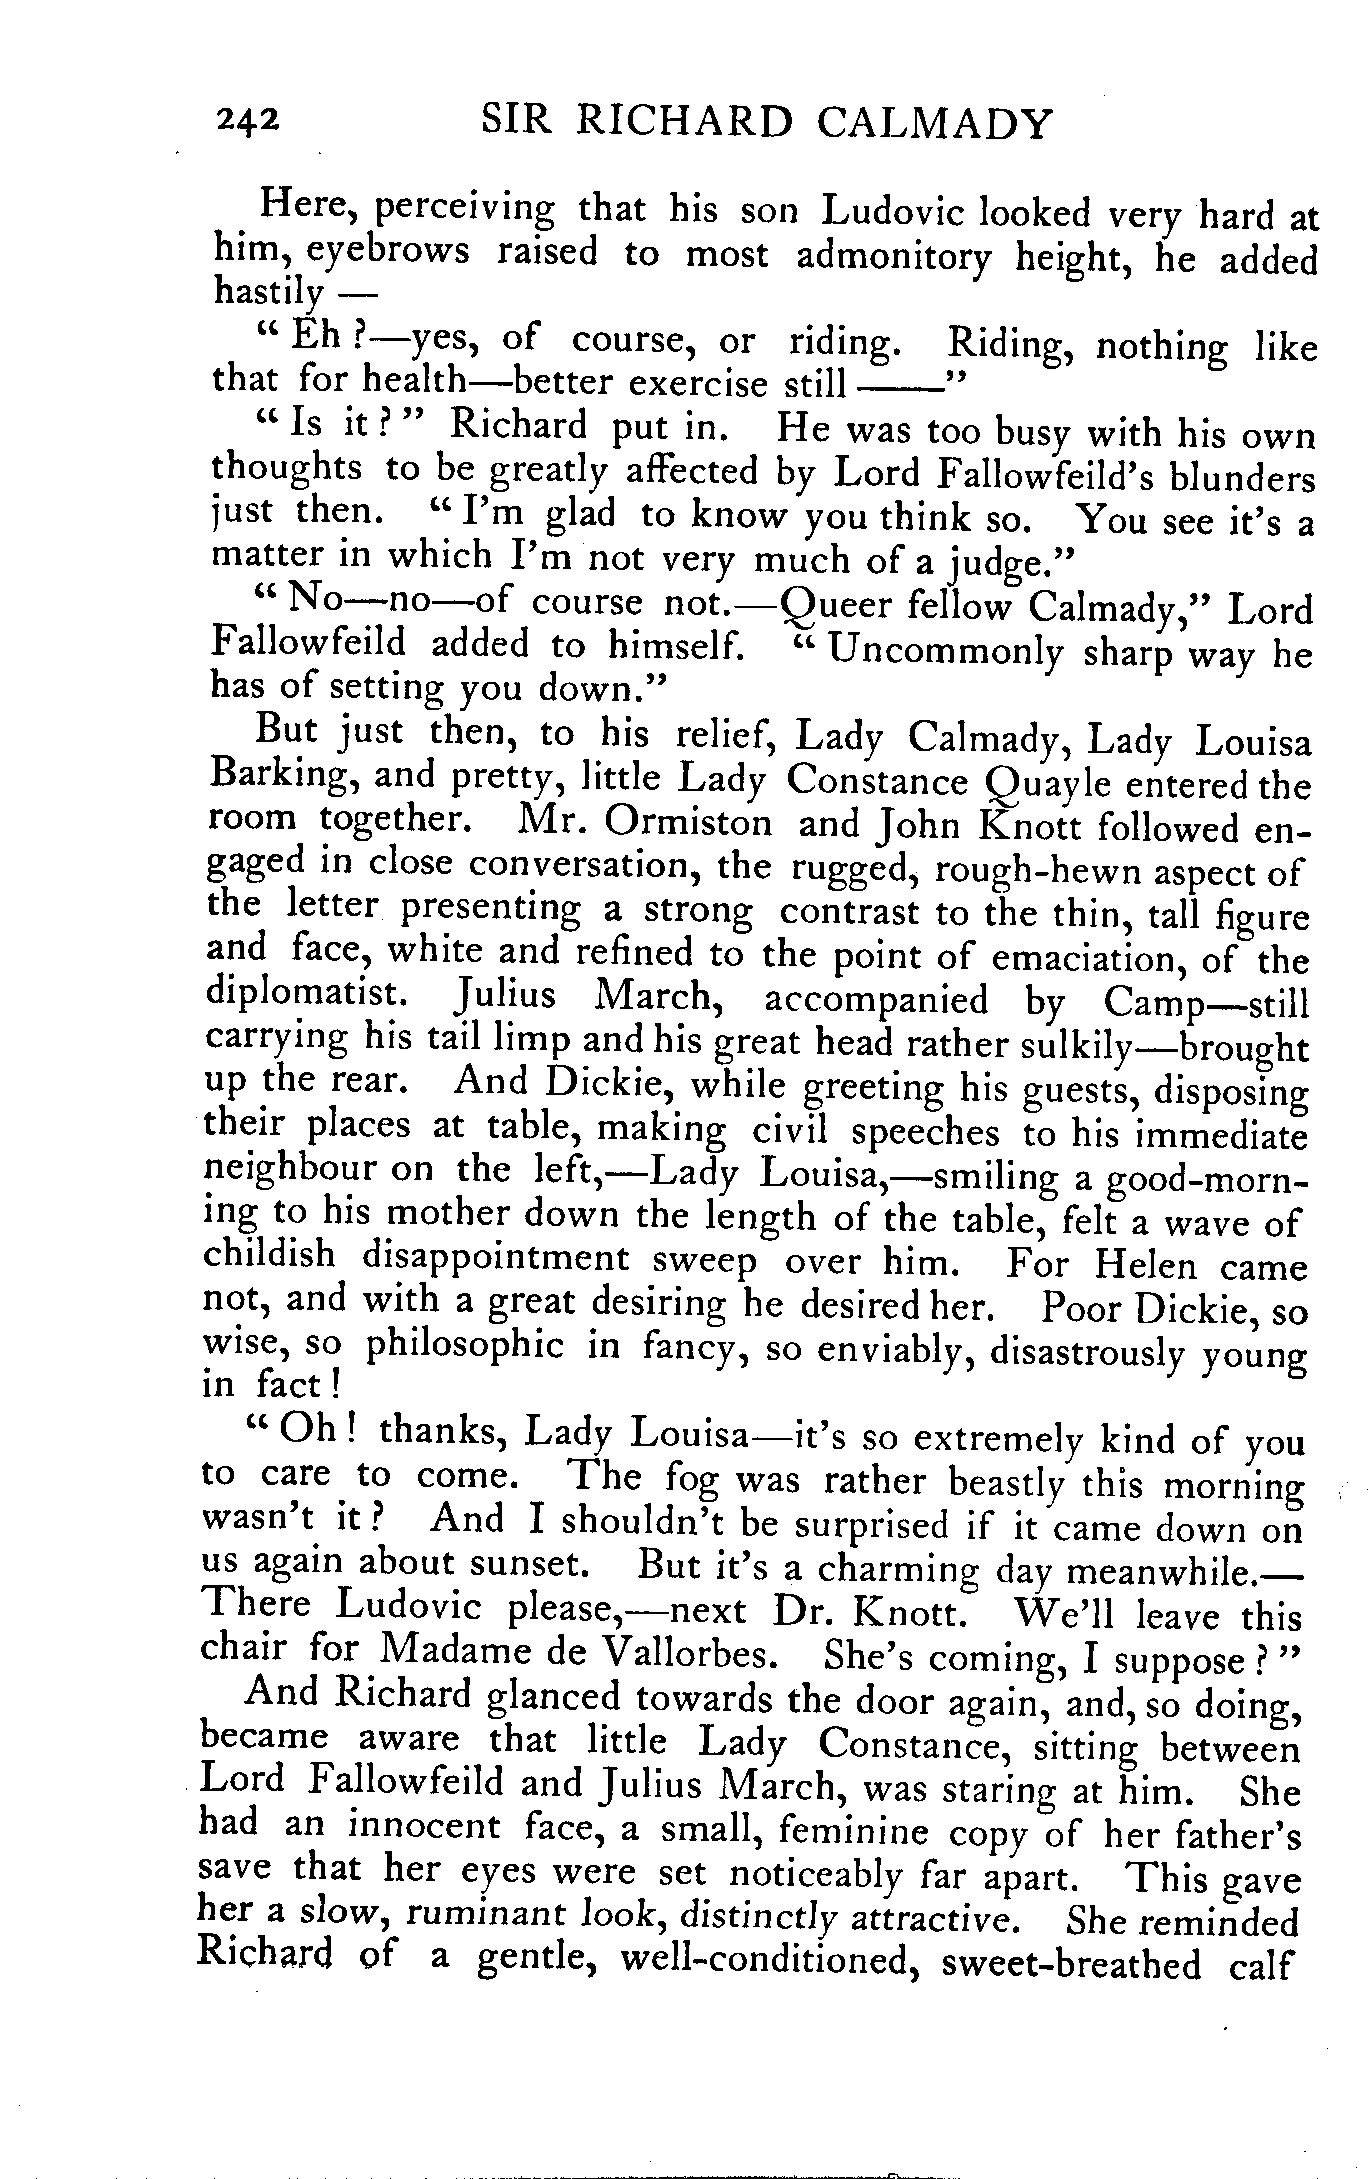 242 SIR RICHARD CALMADY
Here, perceiving that his son Ludovic looked very hard at
him, eyebrows raised to most admonitory height, he added
hastily —
“ Eh ?—yes, of course, or riding. Riding, nothing like
that for health—better exercise still ——”
“ Is it ? ” Richard put in. He was too busy with his own
thoughts to be greatly affected by Lord Fallowfeild’s blunders
just then. “ I’m glad to know you think so. You see it’s a
matter in which I’m not very much of a judge.”
“ No—no—of course not.—Queer fellow Calmady,” Lord
Fallowfeild added to himself. “ Uncommonly sharp way he
has of setting you down.”
But just then, to his relief, Lady Calmady, Lady Louisa
Barking, and pretty, little Lady Constance Quayle entered the
room together. Mr. Ormiston and John Knott followed en-
gaged in close conversation, the rugged, rough-hewn aspect of
the letter presenting a strong contrast to the thin, tall figure
and face, white and refined to the point of emaciation, of the
diplomatist. Julius March, accompanied by Camp—still
carrying his tail limp and his great head rather sulkily—brought
up the rear. And Dickie, while greeting his guests, disposing
their places at table, making civil speeches to his immediate
neighbour on the left,—Lady Louisa,—smiling a good-morn-
ing to his mother down the length of the table, felt a wave of
childish disappointment sweep over him. For Helen came
not, and with a great desiring he desired her. Poor Dickie, so
wise, so philosophic in fancy, so enviably, disastrously young
in fact !
“ Oh ! thanks, Lady Louisa—it’s so extremely kind of you
to care to come. The fog was rather beastly this morning
wasn’t it ? And I shouldn’t be surprised if it came down on
us again about sunset. But it’s a charming day meanwhile.—
There Ludovic please,—next Dr. Knott. We’ll leave this
chair for Madame de Vallorbes. She’s coming, I suppose ? ”
And Richard glanced towards the door again, and, so doing,
became aware that little Lady Constance, sitting between
Lord Fallowfeild and Julius March, was staring at him. She
had an innocent face, a small, feminine copy of her father’s
save that her eyes were set noticeably far apart. This gave
her a slow, ruminant look, distinctly attractive. She reminded
Richard of a gentle, well-conditioned, sweet-breathed calf